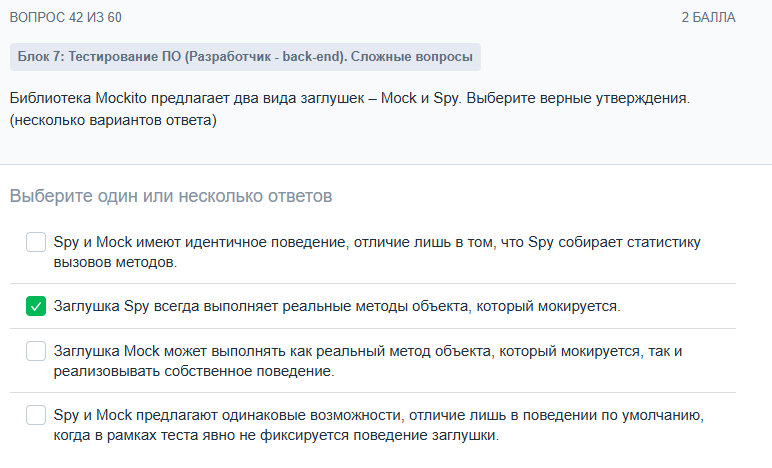 ВОПРОС 42 ИЗ 60
2 БАЛЛА
Блок 7: Тестирование ПО (Разработчик - back-end). Сложные вопросы
Библиотека Mockito предлагает два вида заглушек – Mock и Spy. Выберите верные утверждения.
(несколько вариантов ответа)
Выберите один или несколько ответов
Spy и Mock имеют идентичное поведение, отличие лишь в том, что Spy собирает статистику
вызовов методов.
Заглушка Spy всегда выполняет реальные методы объекта, который мокируется.
Заглушка Mock может выполнять как реальный метод объекта, который мокируется, так и
реализовывать собственное поведение.
Spy и Mock предлагают одинаковые возможности, отличие лишь в поведении по умолчанию,
когда в рамках теста явно не фиксируется поведение заглушки.